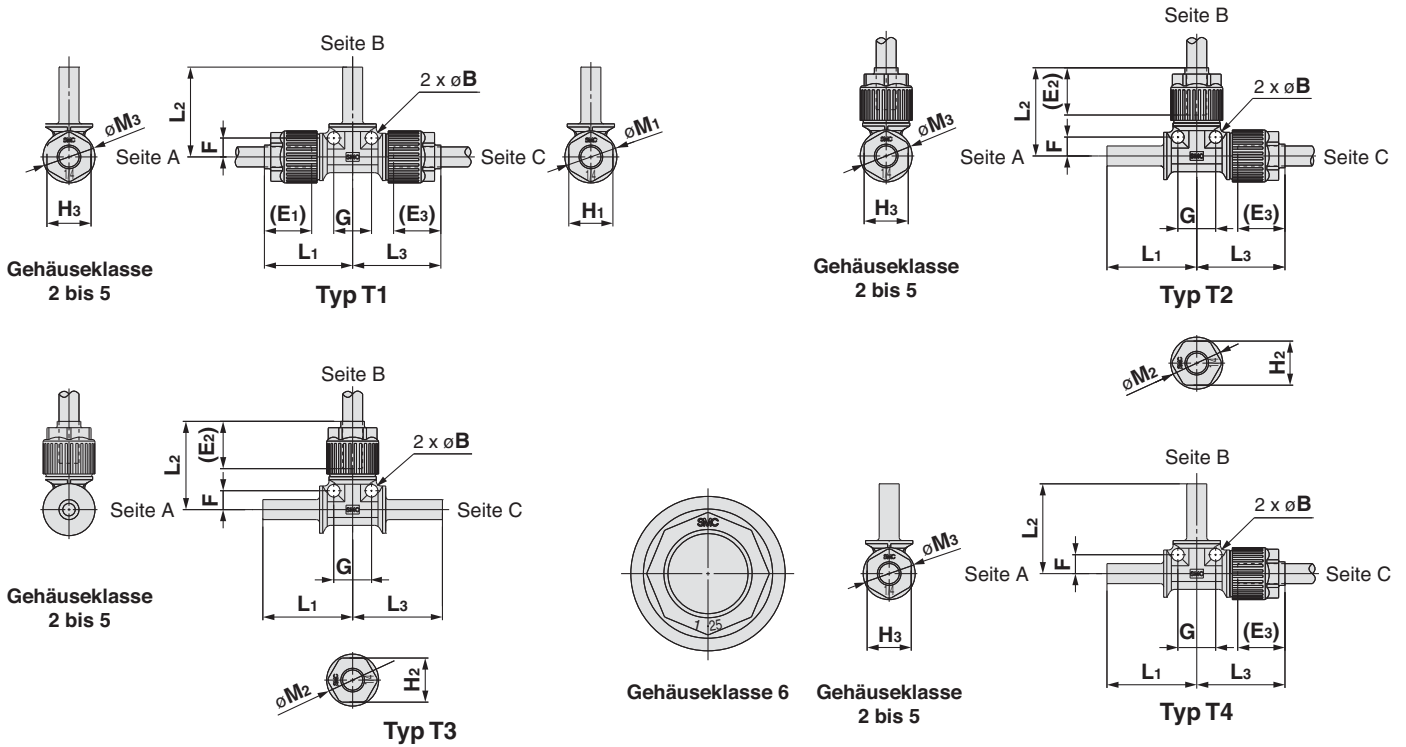 Seite B
L2
F
2 x øB
øM3
Seite A
Seite C
øM1
H3
(E1)
G
(E3)
H1
L1
L3
Gehäuseklasse
2 bis 5
Typ T1
Seite B
L2
(E2)
F
2 x øB
øM3
Seite A
Seite C
H3
G
(E3)
L1
L3
Gehäuseklasse
2 bis 5
Typ T2
øM2
H2
Seite B
L2
(E2)
F
2 x øB
Seite A
Seite C
G
L1
L3
Gehäuseklasse
2 bis 5
øM2
H2
Typ T3
SMC
1 25
Gehäuseklasse 6
Seite B
L2
F
2 x øB
øM3
Seite A
Seite C
H3
G
(E3)
L1
L3
Gehäuseklasse
2 bis 5
Typ T4